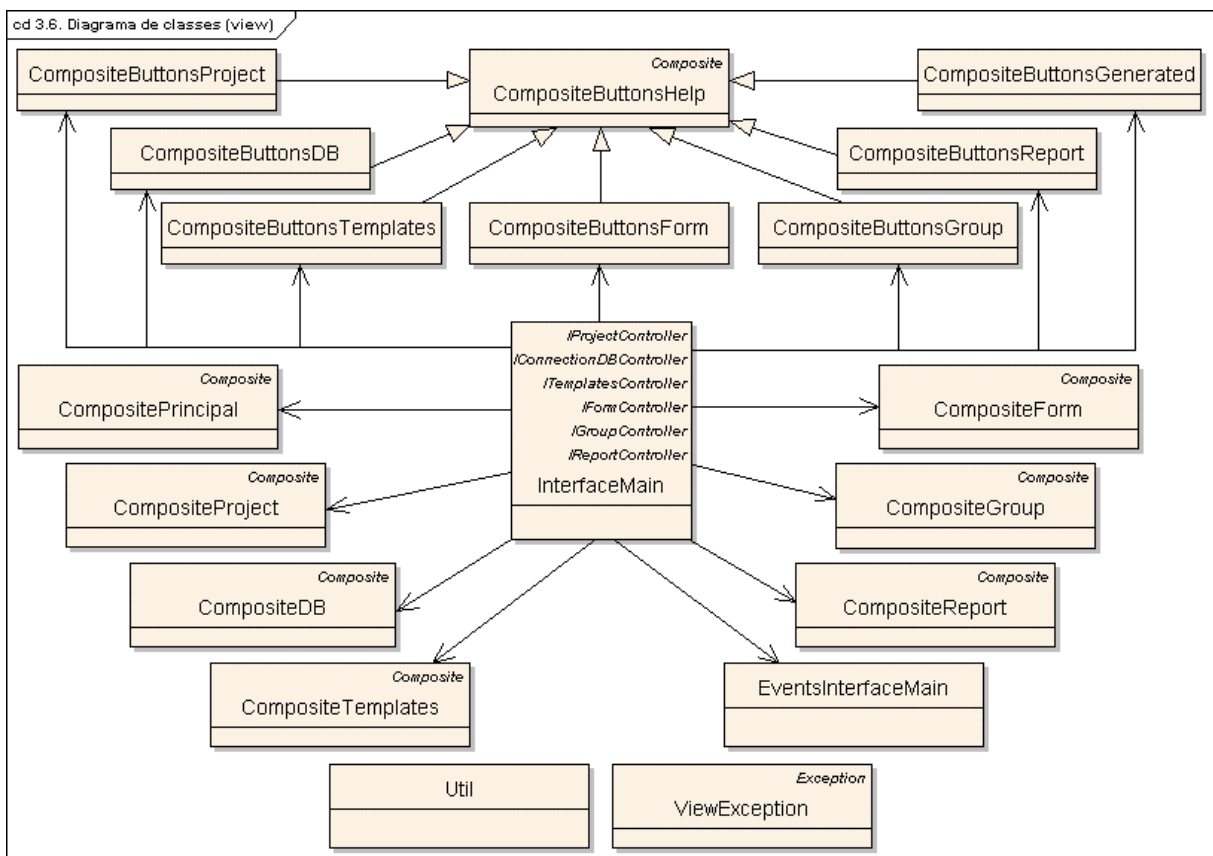 cd 3.6. Diagrama de classes (view)
CompositeButtonsProject
Composite
CompositeButtonsHelp
CompositeButtonsGenerated
CompositeButtonsDB
CompositeButtonsReport
CompositeButtonsTemplates
CompositeButtonsForm
CompositeButtonsGroup
IProjectController
IConnectionDBController
ITemplatesController
IFormController
IGroupController
IReportController
InterfaceMain
Composite
CompositePrincipal
Composite
CompositeForm
Composite
CompositeProject
Composite
CompositeGroup
Composite
CompositeDB
Composite
CompositeReport
Composite
CompositeTemplates
EventsInterfaceMain
Util
Exception
ViewException